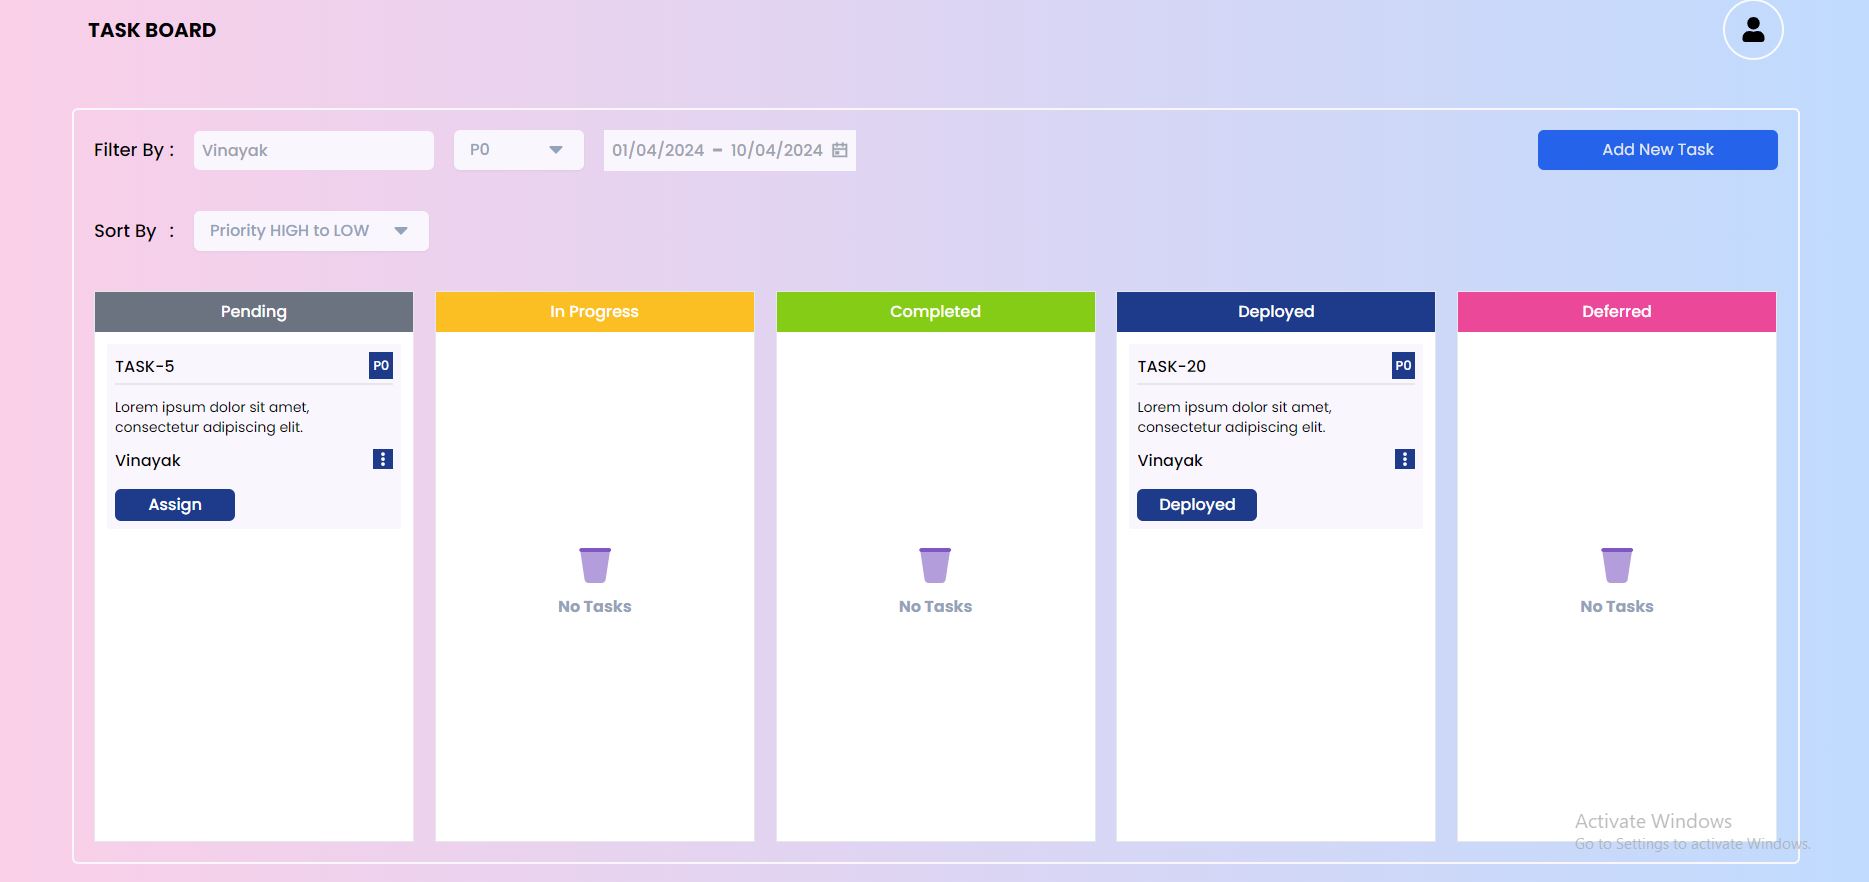 TASK BOARD
Filter By :
Vinayak
P0
01/04/2024 – 10/04/2024
Add New Task
Sort By :
Priority HIGH to LOW
Pending
TASK-5
P0
Lorem ipsum dolor sit amet,
consectetur adipiscing elit.
Vinayak
Assign
In Progress
No Tasks
Completed
No Tasks
Deployed
TASK-20
P0
Lorem ipsum dolor sit amet,
consectetur adipiscing elit.
Vinayak
Deployed
Deferred
No Tasks
Activate Windows
Go to Settings to activate Windows.